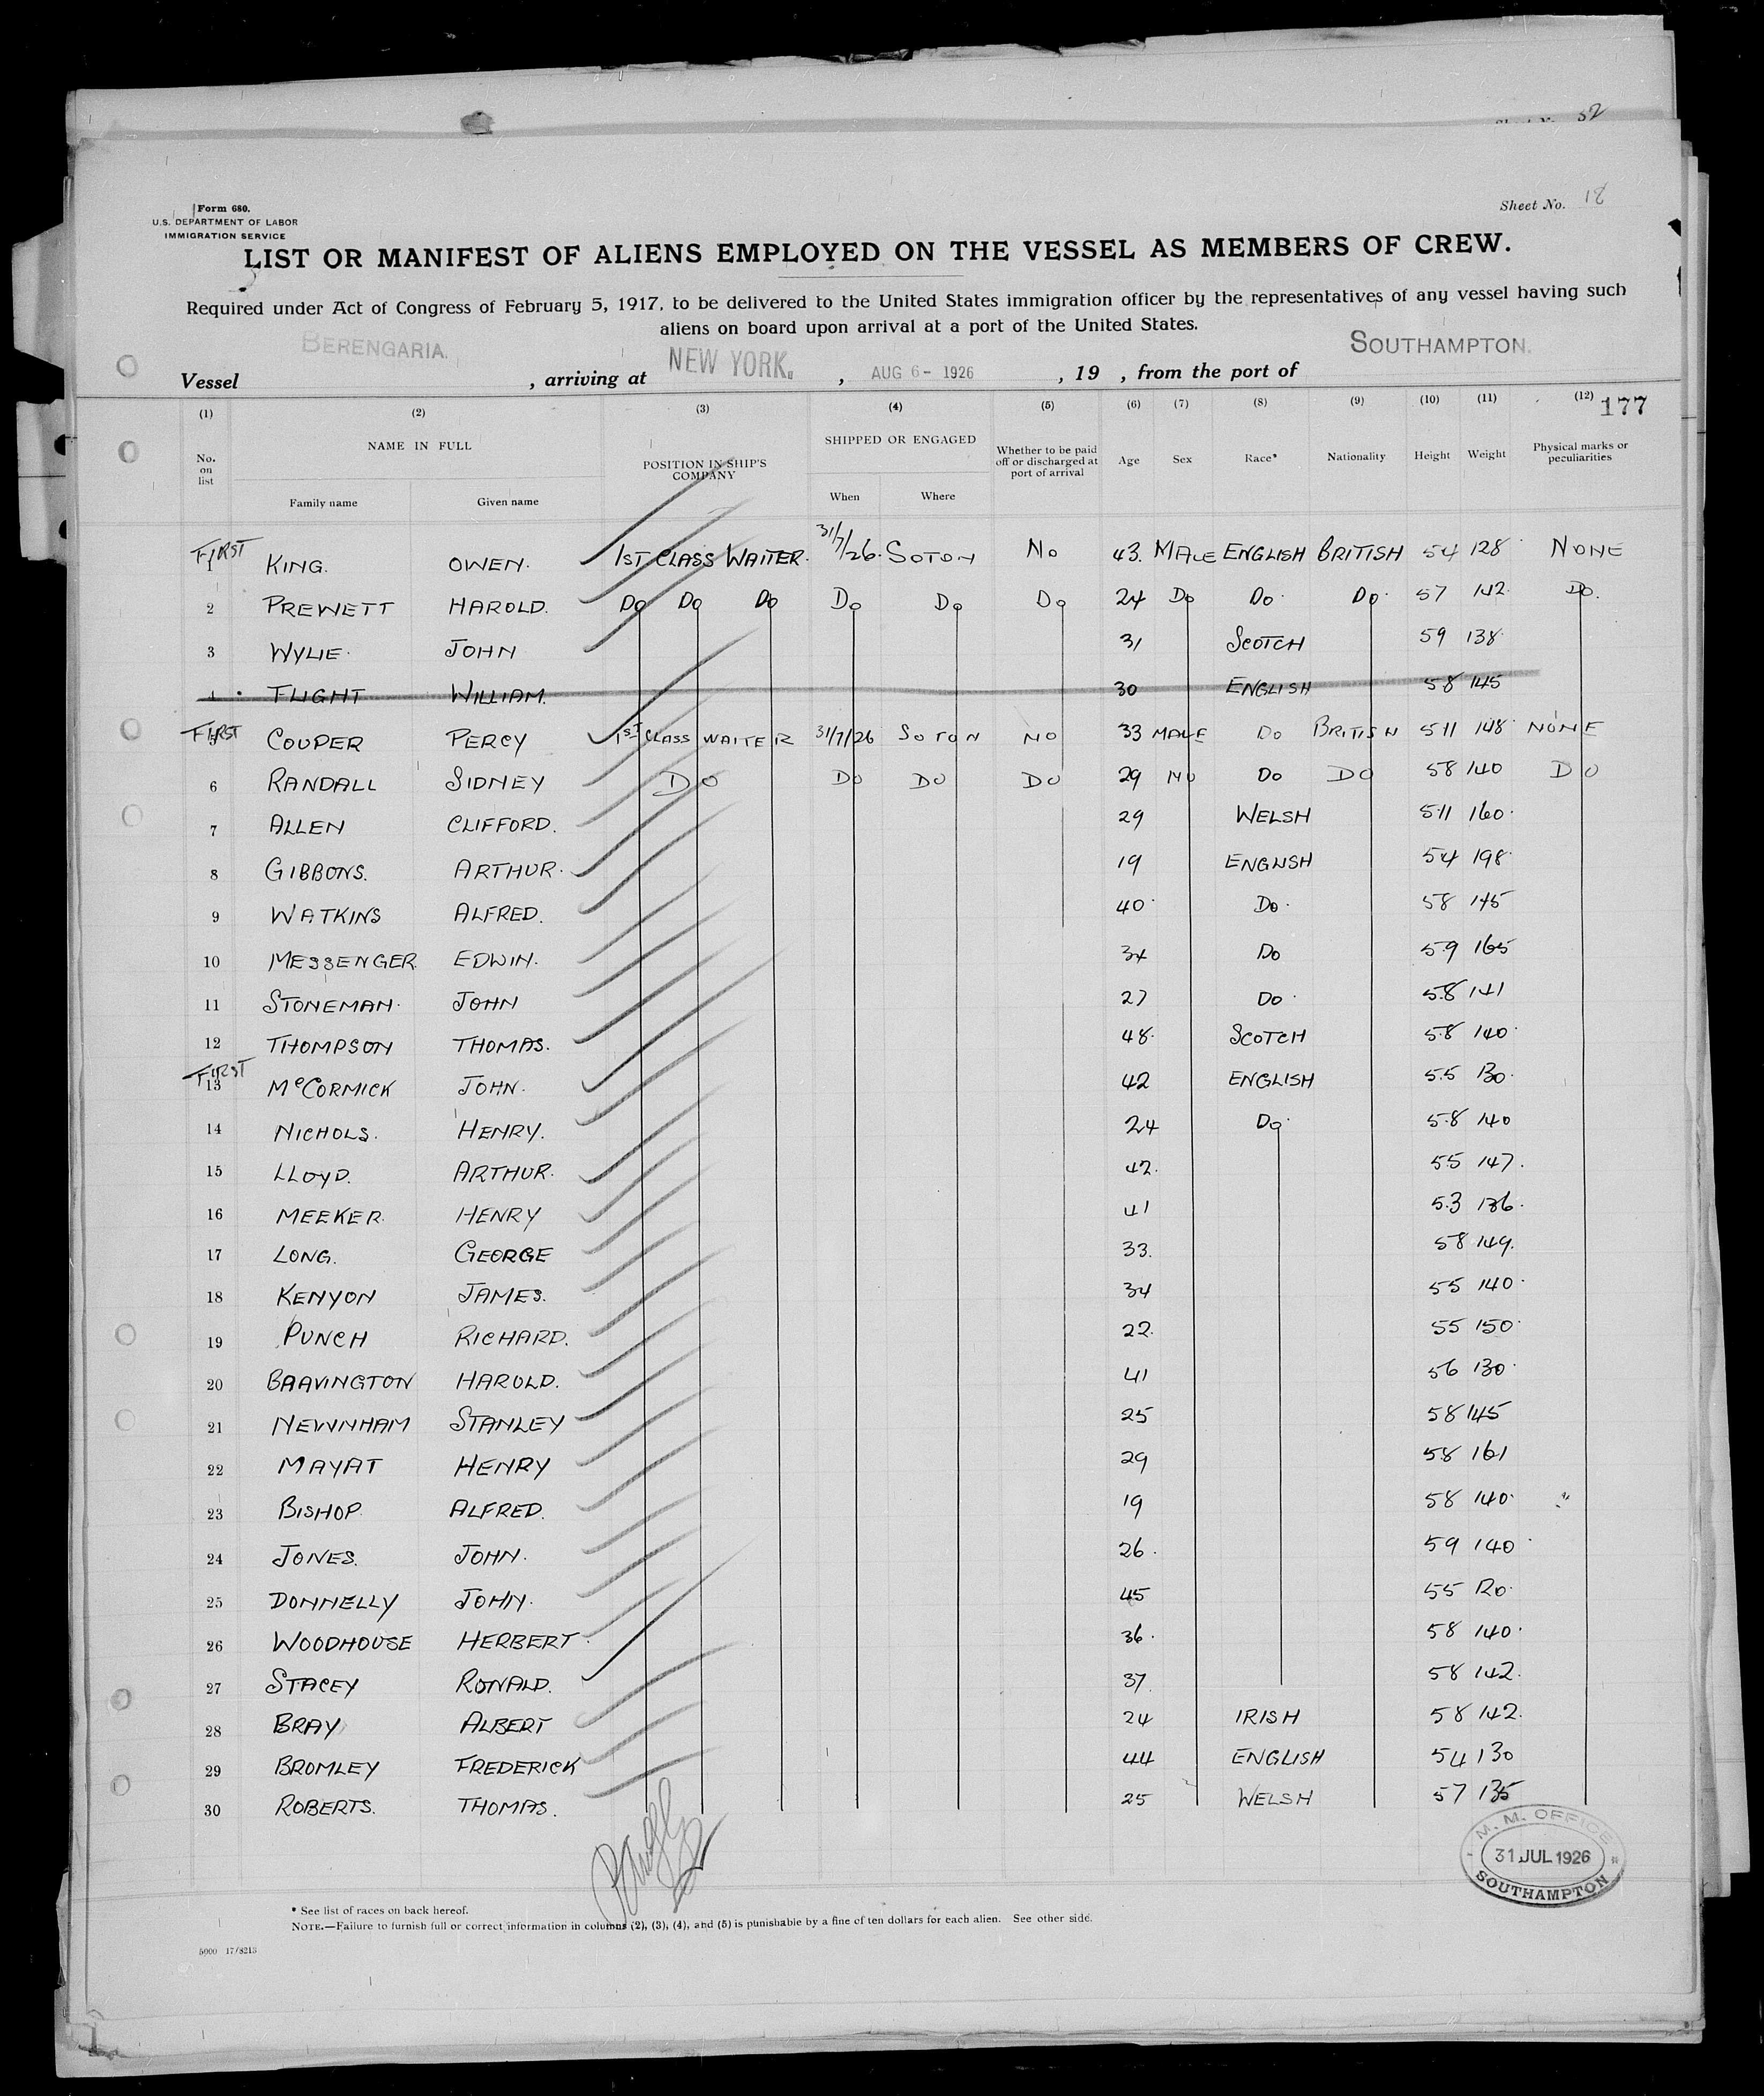 52
Form 680.
U.S. DEPARTMENT OF LABOR
IMMIGRATION SERVICE
Sheet No. 18
LIST OR MANIFEST OF ALIENS EMPLOYED ON THE VESSEL AS MEMBERS OF CREW.
Required under Act of Congress of February 5, 1917, to be delivered to the United States immigration officer by the representatives of any vessel having such
aliens on board upon arrival at a port of the United States.
Vessel BERENGARIA. , arriving at NEW YORK. , AUG 6- 1926 , 19 , from the port of SOUTHAMPTON.
(1) (2) (3) (4) (5) (6) (7) (8) (9) (10) (11) (12) 177
No. on list NAME IN FULL POSITION IN SHIP'S COMPANY SHIPPED OR ENGAGED Whether to be paid off or discharged at port of arrival Age Sex Race* Nationality Height Weight Physical marks or peculiarities
Family name Given name When Where
FIRST 1 KING. OWEN. 1ST CLASS WAITER. 31/7/26. SOTON NO 43. MALE ENGLISH BRITISH 54 128 NONE
2 PREWETT HAROLD. DO DO DO DO DO DO 24 DO DO. DO. 57 142. DO.
3 WYLIE. JOHN 31 SCOTCH 59 138.
4 FLIGHT WILLIAM. 30 ENGLISH 58 145
FIRST 5 COUPER PERCY 1ST CLASS WAITER 31/7/26 SOTON NO 33 MALE DO BRITISH 511 148 NONE
6 RANDALL SIDNEY DO DO DO DO 29 DO DO 58 140 DO
7 ALLEN CLIFFORD. 29 WELSH 511 160.
8 GIBBONS. ARTHUR. 19 ENGLISH 54 198.
9 WATKINS ALFRED. 40. DO. 58 145
10 MESSENGER. EDWIN. 34 DO 5.9 165
11 STONEMAN. JOHN 27 DO. 5.8 141
12 THOMPSON THOMAS. 48. SCOTCH 5.8 140.
FIRST 13 McCORMICK JOHN. 42 ENGLISH 5.5 130.
14 NICHOLS. HENRY. 24 DO. 5.8 140
15 LLOYD. ARTHUR. 42. 55 147.
16 MEEKER. HENRY 41 5.3 136.
17 LONG. GEORGE 33. 58 149.
18 KENYON JAMES. 34 55 140.
19 PUNCH RICHARD. 22. 55 150.
20 BAAVINGTON HAROLD. 41 56 130.
21 NEWNHAM STANLEY 25 58 145
22 MAYAT HENRY 29 58 161
23 BISHOP. ALFRED. 19 58 140.
24 JONES. JOHN. 26. 59 140
25 DONNELLY JOHN. 45 55
26 WOODHOUSE HERBERT. 36. 58 140.
27 STACEY RONALD. 37. 58 142.
28 BRAY ALBERT 24 IRISH 58 142.
29 BROMLEY FREDERICK 44 ENGLISH 54 130
30 ROBERTS. THOMAS. 25 WELSH 57 135
M. M. OFFICE
31 JUL 1926
SOUTHAMPTON
* See list of races on back hereof.
NOTE.—Failure to furnish full or correct information in columns (2), (3), (4), and (5) is punishable by a fine of ten dollars for each alien. See other side.
5000 17/8213